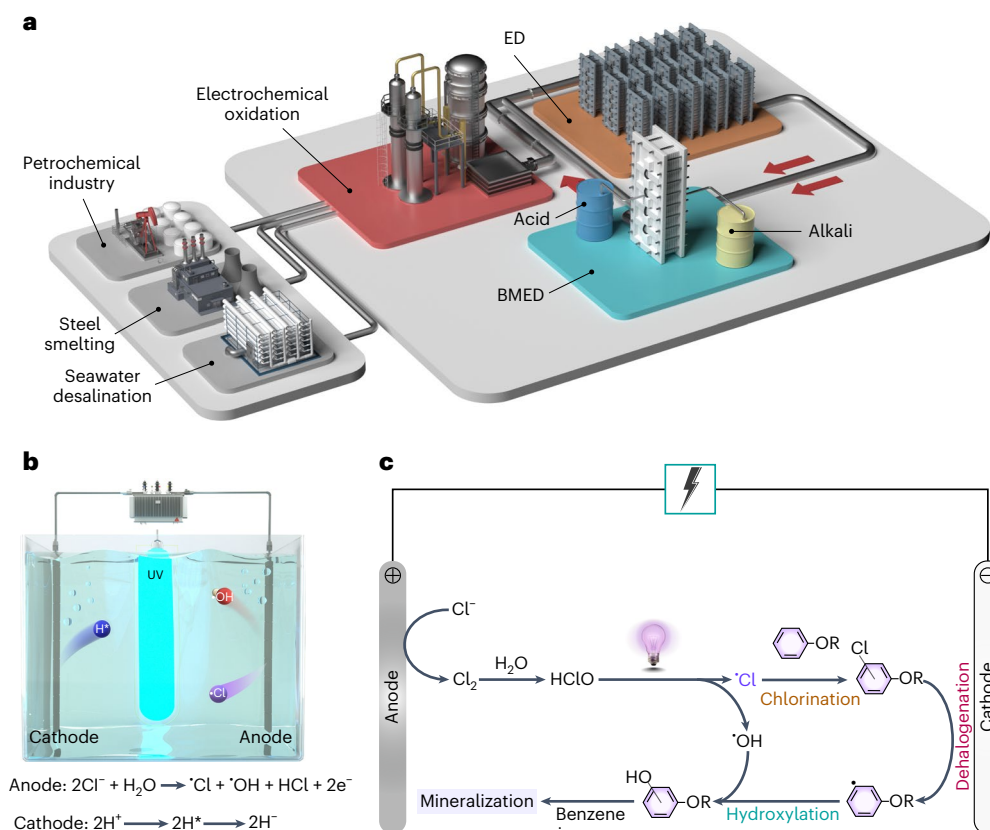 a
ED
Electrochemical
oxidation
Petrochemical
industry
Acid
Alkali
BMED
Steel
smelting
Seawater
desalination
b
UV
•OH
H*
•Cl
Cathode
Anode
Anode: 2Cl⁻ + H₂O → •Cl + •OH + HCl + 2e⁻
Cathode: 2H⁺ → 2H* → 2H⁻
c
⊕
Anode
Cl⁻
Cl₂
H₂O
HClO
•Cl
OR
Chlorination
Cl
OR
Dehalogenation
Cathode
•OH
•
OR
Hydroxylation
HO
OR
Benzene
Mineralization